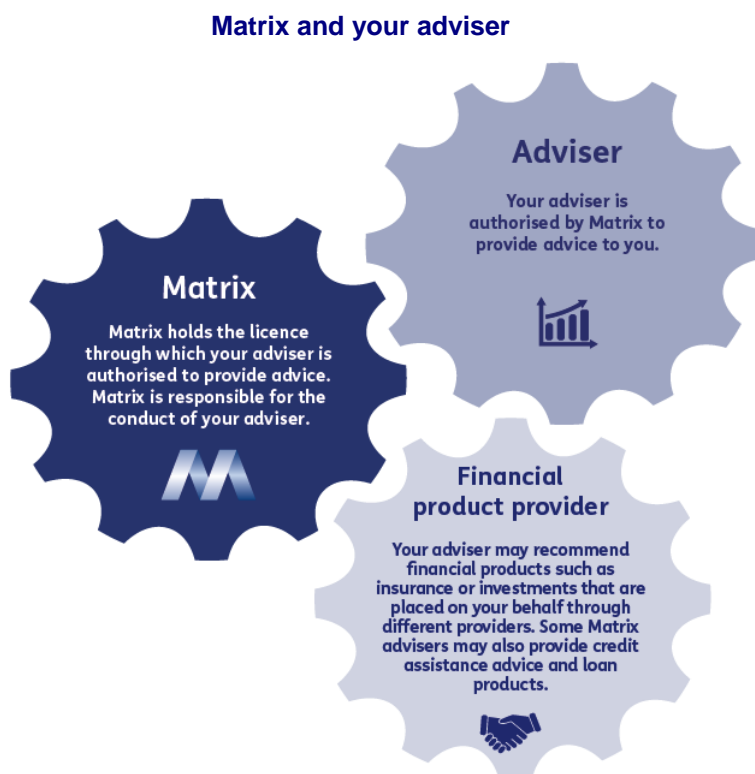 Matrix and your adviser
Adviser
Your adviser is
authorised by Matrix to
provide advice to you.
Matrix
Matrix holds the licence
through which your adviser is
authorised to provide advice.
Matrix is responsible for the
conduct of your adviser.
Financial
product provider
Your adviser may recommend
financial products such as
insurance or investments that are
placed on your behalf through
different providers. Some Matrix
advisers may also provide credit
assistance advice and loan
products.